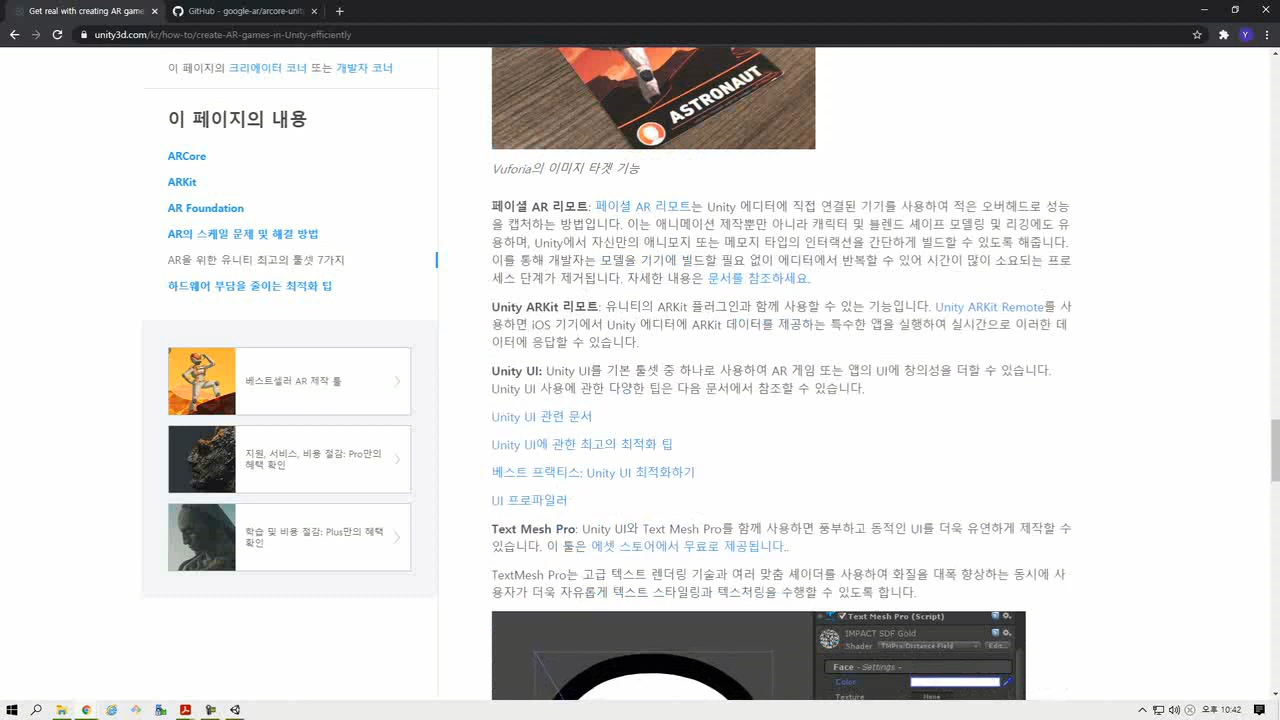 Get real with creating AR games
GitHub - google-ar/arcore-unity
unity3d.com/kr/how-to/create-AR-games-in-Unity-efficiently
Y
이 페이지의 크리에이터 코너 또는 개발자 코너
이 페이지의 내용
ARCore
ARKit
AR Foundation
AR의 스케일 문제 및 해결 방법
AR을 위한 유니티 최고의 툴셋 7가지
하드웨어 부담을 줄이는 최적화 팁
베스트셀러 AR 제작 툴
지원, 서비스, 비용 절감: Pro만의
혜택 확인
학습 및 비용 절감: Plus만의 혜택
확인
ASTRONAUT
Vuforia의 이미지 타겟 기능
페이셜 AR 리모트: 페이셜 AR 리모트는 Unity 에디터에 직접 연결된 기기를 사용하여 적은 오버헤드로 성능
을 캡처하는 방법입니다. 이는 애니메이션 제작뿐만 아니라 캐릭터 및 블렌드 셰이프 모델링 및 리깅에도 유
용하며, Unity에서 자신만의 애니모지 또는 메모지 타입의 인터랙션을 간단하게 빌드할 수 있도록 해줍니다.
이를 통해 개발자는 모델을 기기에 빌드할 필요 없이 에디터에서 반복할 수 있어 시간이 많이 소요되는 프로
세스 단계가 제거됩니다. 자세한 내용은 문서를 참조하세요.
Unity ARKit 리모트: 유니티의 ARKit 플러그인과 함께 사용할 수 있는 기능입니다. Unity ARKit Remote를 사
용하면 iOS 기기에서 Unity 에디터에 ARKit 데이터를 제공하는 특수한 앱을 실행하여 실시간으로 이러한 데
이터에 응답할 수 있습니다.
Unity UI: Unity UI를 기본 툴셋 중 하나로 사용하여 AR 게임 또는 앱의 UI에 창의성을 더할 수 있습니다.
Unity UI 사용에 관한 다양한 팁은 다음 문서에서 참조할 수 있습니다.
Unity UI 관련 문서
Unity UI에 관한 최고의 최적화 팁
베스트 프랙티스: Unity UI 최적화하기
UI 프로파일러
Text Mesh Pro: Unity UI와 Text Mesh Pro를 함께 사용하면 풍부하고 동적인 UI를 더욱 유연하게 제작할 수
있습니다. 이 툴은 에셋 스토어에서 무료로 제공됩니다..
TextMesh Pro는 고급 텍스트 렌더링 기술과 여러 맞춤 셰이더를 사용하여 화질을 대폭 향상하는 동시에 사
용자가 더욱 자유롭게 텍스트 스타일링과 텍스처링을 수행할 수 있도록 합니다.
Text Mesh Pro (Script)
IMPACT SDF Gold
Shader TMPro/Distance Field Edit...
Face - Settings -
Color
Texture None
오후 10:42